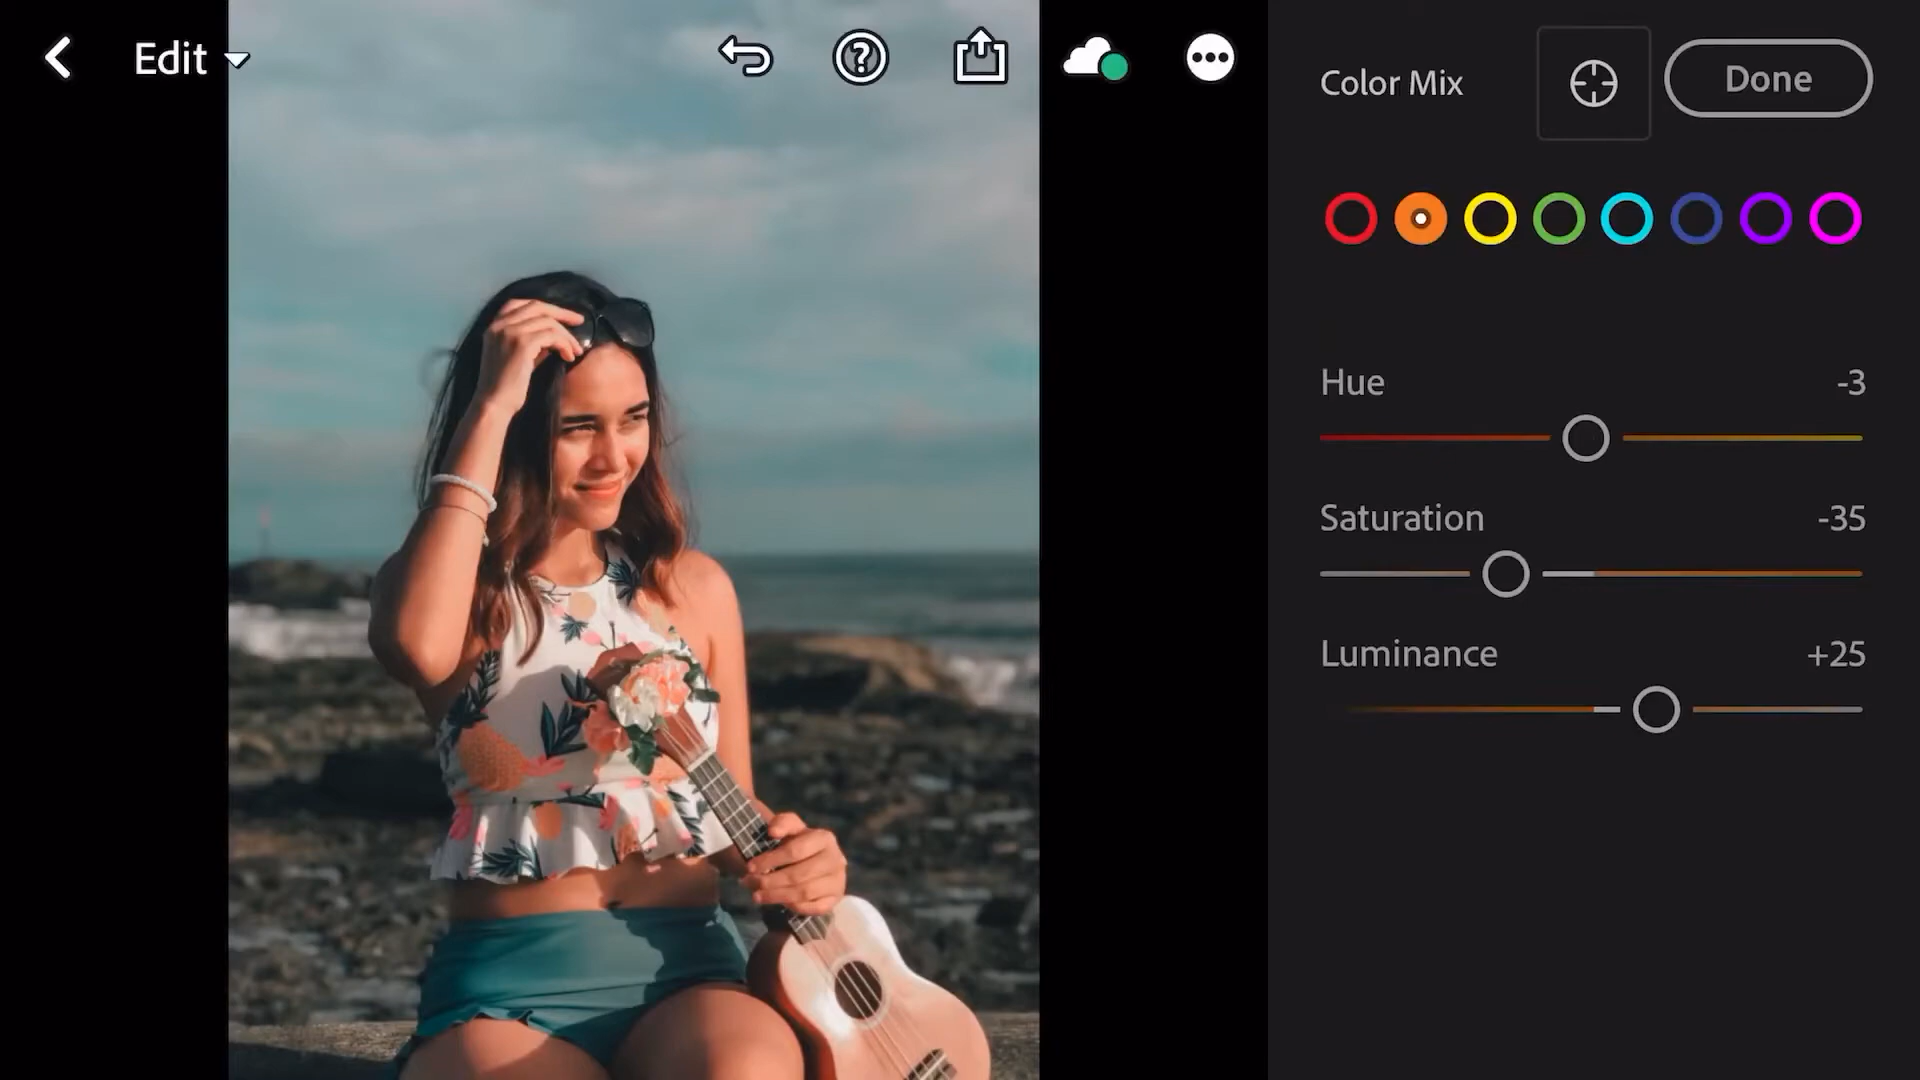 Edit
Color Mix
Done
Hue -3
Saturation -35
Luminance +25